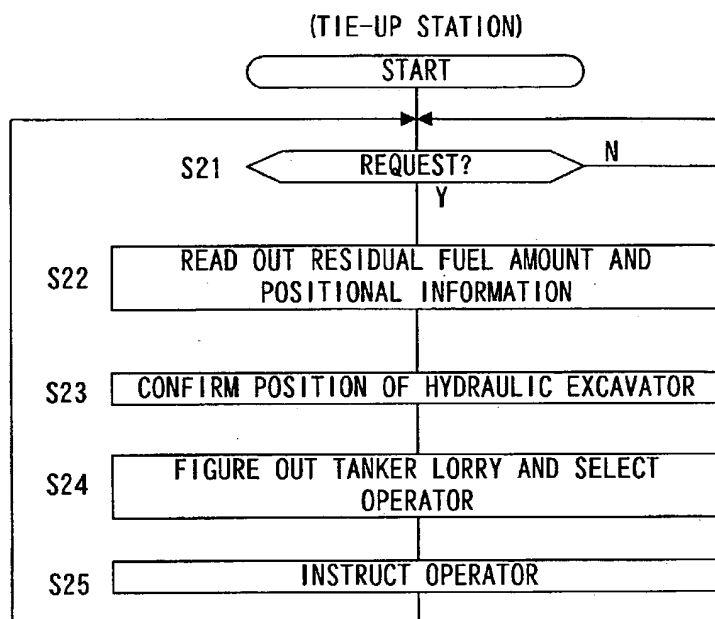 (TIE-UP STATION)
START
S21 REQUEST? N
Y
S22 READ OUT RESIDUAL FUEL AMOUNT AND
POSITIONAL INFORMATION
S23 CONFIRM POSITION OF HYDRAULIC EXCAVATOR
S24 FIGURE OUT TANKER LORRY AND SELECT
OPERATOR
S25 INSTRUCT OPERATOR